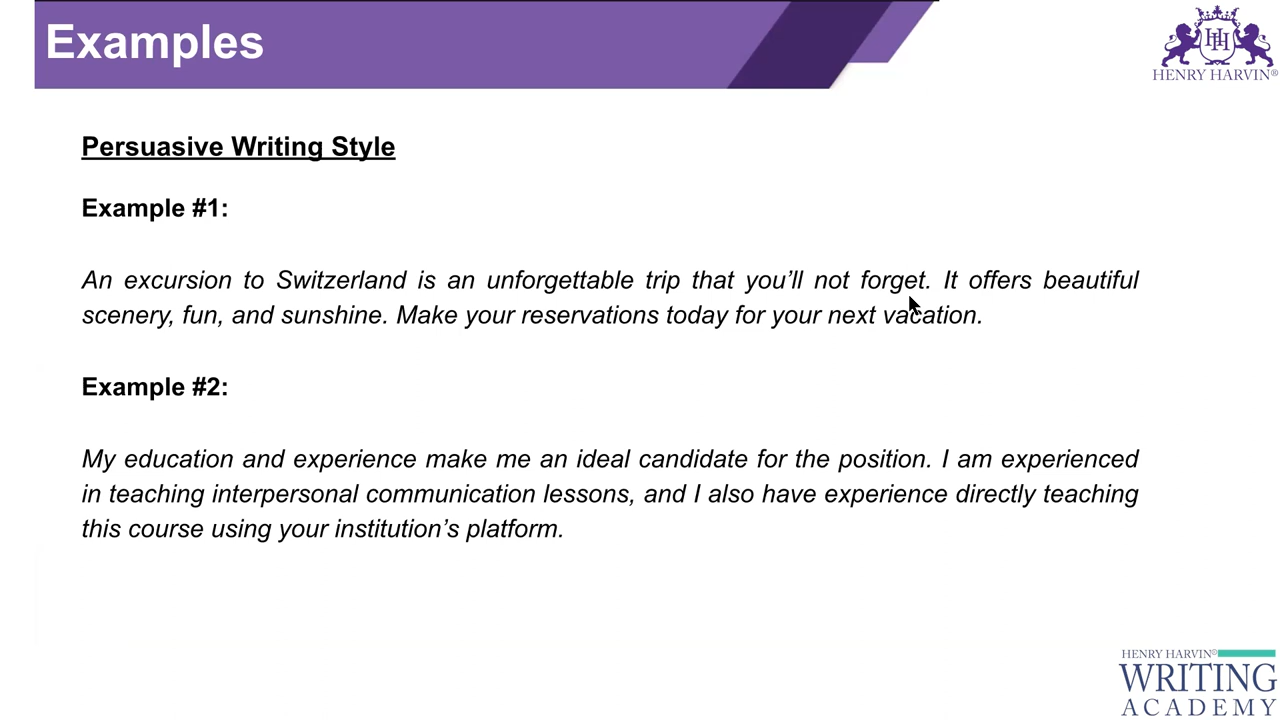 Examples
HENRY HARVIN®
Persuasive Writing Style
Example #1:
An excursion to Switzerland is an unforgettable trip that you’ll not forget. It offers beautiful
scenery, fun, and sunshine. Make your reservations today for your next vacation.
Example #2:
My education and experience make me an ideal candidate for the position. I am experienced
in teaching interpersonal communication lessons, and I also have experience directly teaching
this course using your institution’s platform.
HENRY HARVIN®
WRITING
ACADEMY